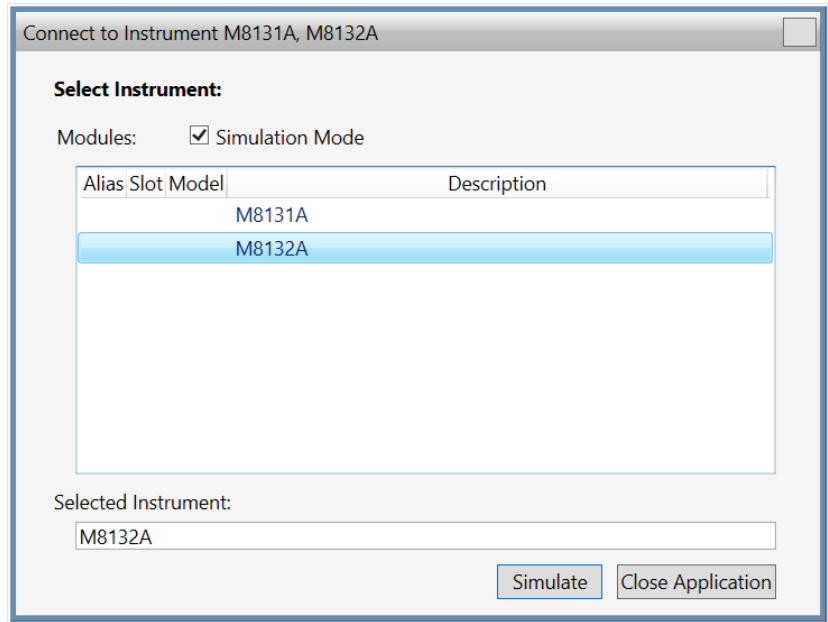 Connect to Instrument M8131A, M8132A
Select Instrument:
Modules: Simulation Mode
Alias Slot Model Description
M8131A
M8132A
Selected Instrument:
M8132A
Simulate Close Application